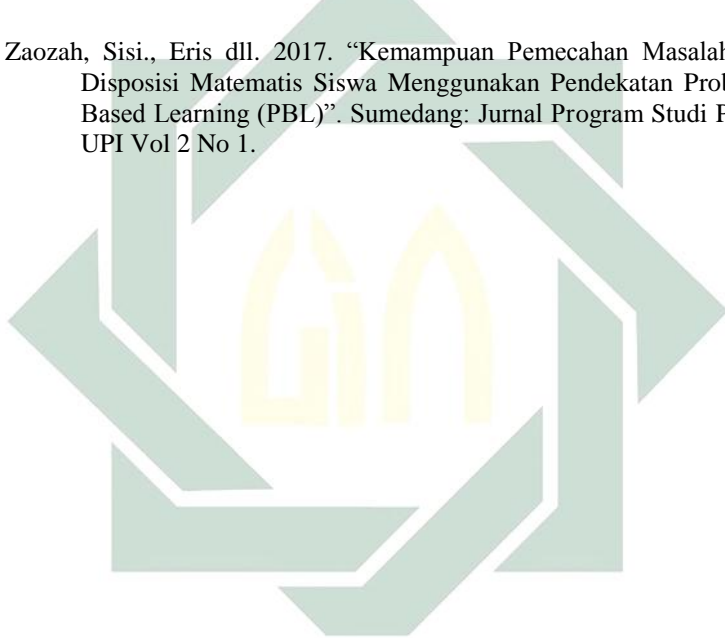 Zaozah, Sisi., Eris dll. 2017. “Kemampuan Pemecahan Masalah
Disposisi Matematis Siswa Menggunakan Pendekatan
Based Learning (PBL)”. Sumedang: Jurnal Program Studi
UPI Vol 2 No 1.